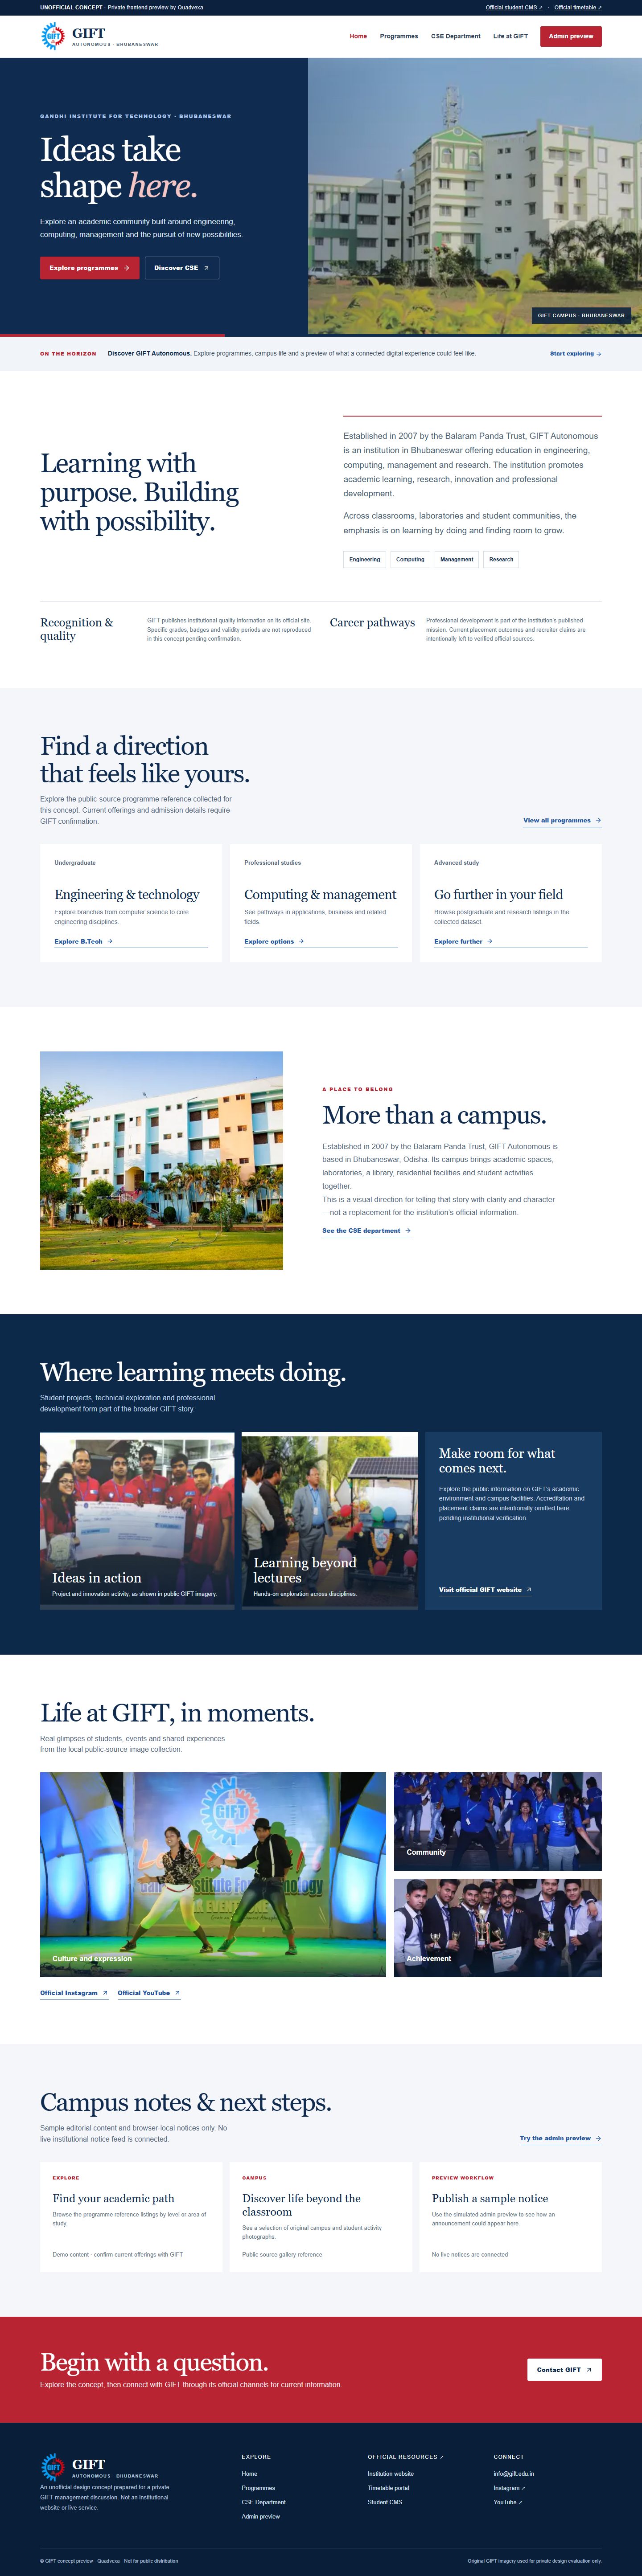 UNOFFICIAL CONCEPT · Private frontend preview by Quadvexa
Official student CMS ↗ · Official timetable ↗
GIFT
AUTONOMOUS · BHUBANESWAR
Home Programmes CSE Department Life at GIFT Admin preview
GANDHI INSTITUTE FOR TECHNOLOGY · BHUBANESWAR
Ideas take
shape here.
Explore an academic community built around engineering,
computing, management and the pursuit of new possibilities.
Explore programmes → Discover CSE ↗
GIFT CAMPUS · BHUBANESWAR
ON THE HORIZON Discover GIFT Autonomous. Explore programmes, campus life and a preview of what a connected digital experience could feel like. Start exploring →
Learning with
purpose. Building
with possibility.
Established in 2007 by the Balaram Panda Trust, GIFT Autonomous
is an institution in Bhubaneswar offering education in engineering,
computing, management and research. The institution promotes
academic learning, research, innovation and professional
development.
Across classrooms, laboratories and student communities, the
emphasis is on learning by doing and finding room to grow.
Engineering Computing Management Research
Recognition &
quality
GIFT publishes institutional quality information on its official site.
Specific grades, badges and validity periods are not reproduced
in this concept pending confirmation.
Career pathways
Professional development is part of the institution's published
mission. Current placement outcomes and recruiter claims are
intentionally left to verified official sources.
Find a direction
that feels like yours.
Explore the public-source programme reference collected for
this concept. Current offerings and admission details require
GIFT confirmation.
View all programmes →
Undergraduate
Engineering & technology
Explore branches from computer science to core
engineering disciplines.
Explore B.Tech →
Professional studies
Computing & management
See pathways in applications, business and related
fields.
Explore options →
Advanced study
Go further in your field
Browse postgraduate and research listings in the
collected dataset.
Explore further →
A PLACE TO BELONG
More than a campus.
Established in 2007 by the Balaram Panda Trust, GIFT Autonomous is
based in Bhubaneswar, Odisha. Its campus brings academic spaces,
laboratories, a library, residential facilities and student activities
together.
This is a visual direction for telling that story with clarity and character
—not a replacement for the institution's official information.
See the CSE department →
Where learning meets doing.
Student projects, technical exploration and professional
development form part of the broader GIFT story.
Ideas in action
Project and innovation activity, as shown in public GIFT imagery.
Learning beyond
lectures
Hands-on exploration across disciplines.
Make room for what
comes next.
Explore the public information on GIFT's academic
environment and campus facilities. Accreditation and
placement claims are intentionally omitted here
pending institutional verification.
Visit official GIFT website ↗
Life at GIFT, in moments.
Real glimpses of students, events and shared experiences
from the local public-source image collection.
GIFT
Culture and expression
Community
Achievement
Official Instagram ↗ Official YouTube ↗
Campus notes & next steps.
Sample editorial content and browser-local notices only. No
live institutional notice feed is connected.
Try the admin preview →
EXPLORE
Find your academic path
Browse the programme reference listings by level or area of
study.
Demo content · confirm current offerings with GIFT
CAMPUS
Discover life beyond the
classroom
See a selection of original campus and student activity
photographs.
Public-source gallery reference
PREVIEW WORKFLOW
Publish a sample notice
Use the simulated admin preview to see how an
announcement could appear here.
No live notices are connected
Begin with a question.
Explore the concept, then connect with GIFT through its official channels for current information.
Contact GIFT ↗
GIFT
AUTONOMOUS · BHUBANESWAR
An unofficial design concept prepared for a private
GIFT management discussion. Not an institutional
website or live service.
EXPLORE
Home
Programmes
CSE Department
Admin preview
OFFICIAL RESOURCES ↗
Institution website
Timetable portal
Student CMS
CONNECT
info@gift.edu.in
Instagram ↗
YouTube ↗
© GIFT concept preview · Quadvexa · Not for public distribution
Original GIFT imagery used for private design evaluation only.